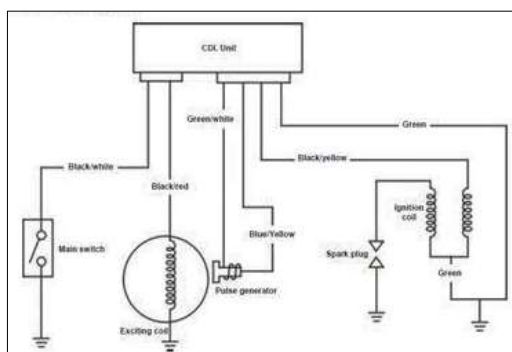 CDI Unit
Green/white
Green
Black/white
Black/yellow
Black/red
Ignition
coil
Blue/Yellow
Main switch
Spark plug
Green
Pulse generator
Exciting coil